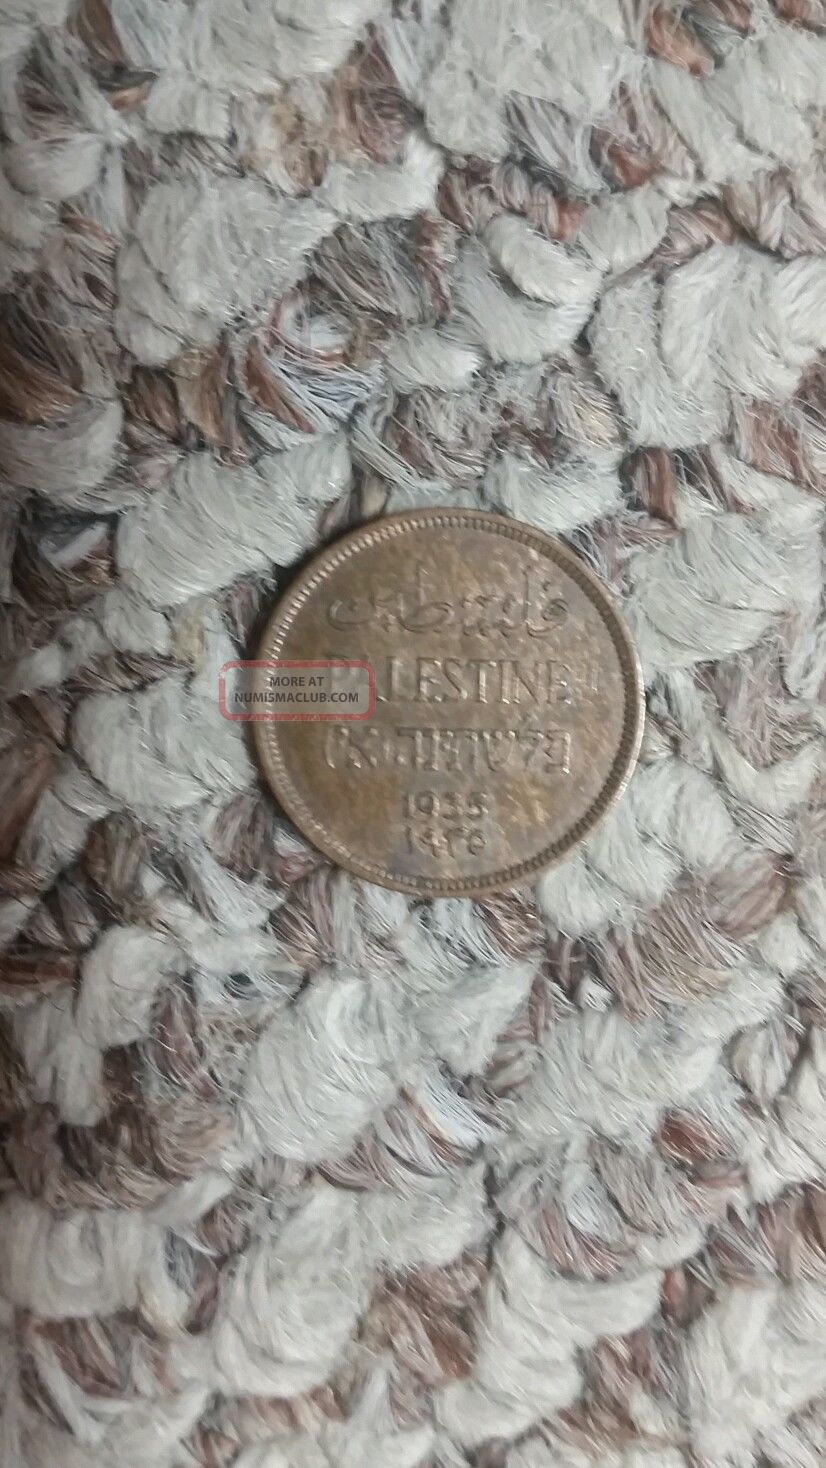 فلسطين
PALESTINE
פלשתינה (א״י)
1935
١٩٣٥
MORE AT
NUMISMACLUB.COM